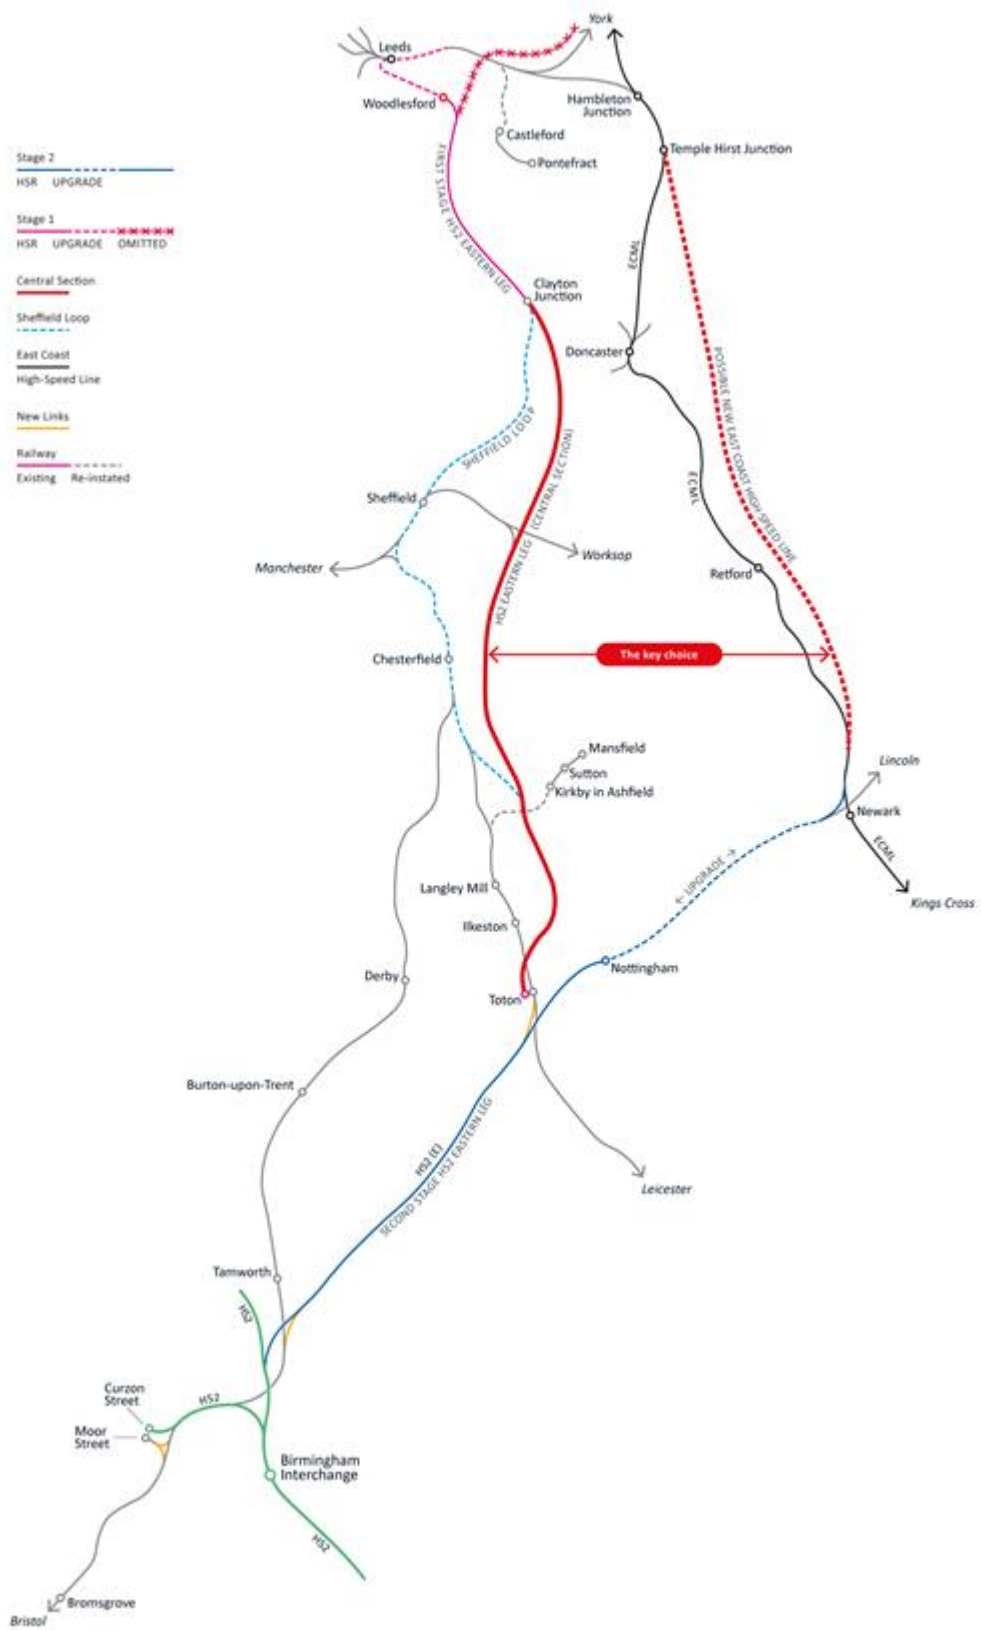 York
Leeds
Woodlesford
Hambleton
Junction
Castleford
Pontefract
Temple Hirst Junction
Stage 2
HSR UPGRADE
Stage 1
HSR UPGRADE OMITTED
Central Section
Sheffield Loop
East Coast
High-Speed Line
New Links
Railway
Existing Re-instated
FIRST STAGE HS2 EASTERN LEG
ECML
Clayton
Junction
Doncaster
POSSIBLE NEW EAST COAST HIGH SPEED LINE
SHEFFIELD LOOP
HS2 EASTERN LEG (CENTRAL SECTION)
ECML
Sheffield
Worksop
Manchester
Retford
Chesterfield
The key choice
Mansfield
Sutton
Kirkby in Ashfield
Lincoln
Newark
ECML
← UPGRADE →
Kings Cross
Langley Mill
Ilkeston
Derby
Nottingham
Toton
Burton-upon-Trent
HS2 (E)
SECOND STAGE HS2 EASTERN LEG
Leicester
Tamworth
HS2
Curzon
Street
HS2
Moor
Street
Birmingham
Interchange
HS2
Bromsgrove
Bristol